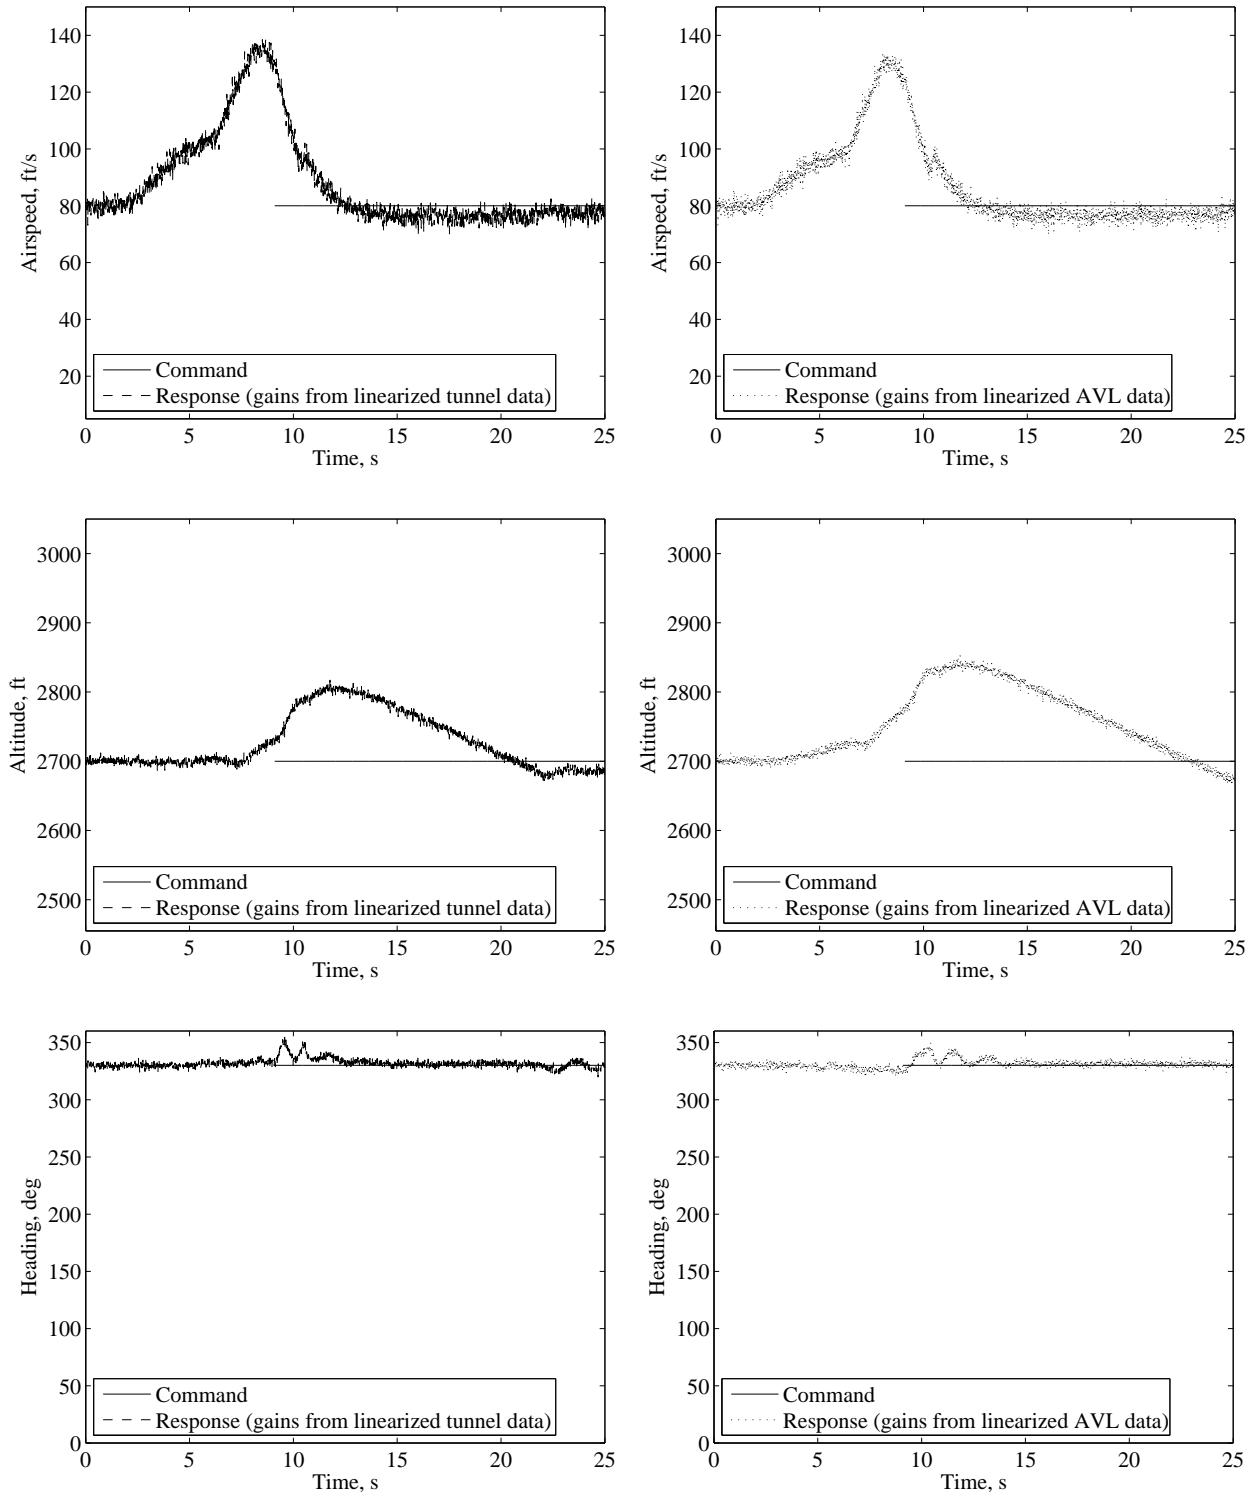 140
120
100
80
60
40
20
Airspeed, ft/s
Command
Response (gains from linearized tunnel data)
0 5 10 15 20 25
Time, s
140
120
100
80
60
40
20
Airspeed, ft/s
Command
Response (gains from linearized AVL data)
0 5 10 15 20 25
Time, s
3000
2900
2800
2700
2600
2500
Altitude, ft
Command
Response (gains from linearized tunnel data)
0 5 10 15 20 25
Time, s
3000
2900
2800
2700
2600
2500
Altitude, ft
Command
Response (gains from linearized AVL data)
0 5 10 15 20 25
Time, s
350
300
250
200
150
100
50
0
Heading, deg
Command
Response (gains from linearized tunnel data)
0 5 10 15 20 25
Time, s
350
300
250
200
150
100
50
0
Heading, deg
Command
Response (gains from linearized AVL data)
0 5 10 15 20 25
Time, s